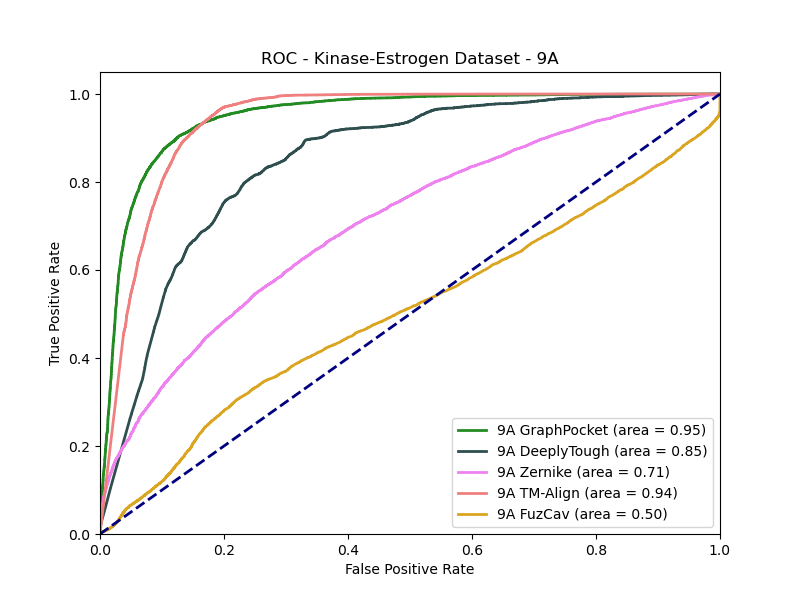 ROC - Kinase-Estrogen Dataset - 9A
True Positive Rate
1.0
0.8
0.6
0.4
0.2
0.0
9A GraphPocket (area = 0.95)
9A DeeplyTough (area = 0.85)
9A Zernike (area = 0.71)
9A TM-Align (area = 0.94)
9A FuzCav (area = 0.50)
0.0 0.2 0.4 0.6 0.8 1.0
False Positive Rate